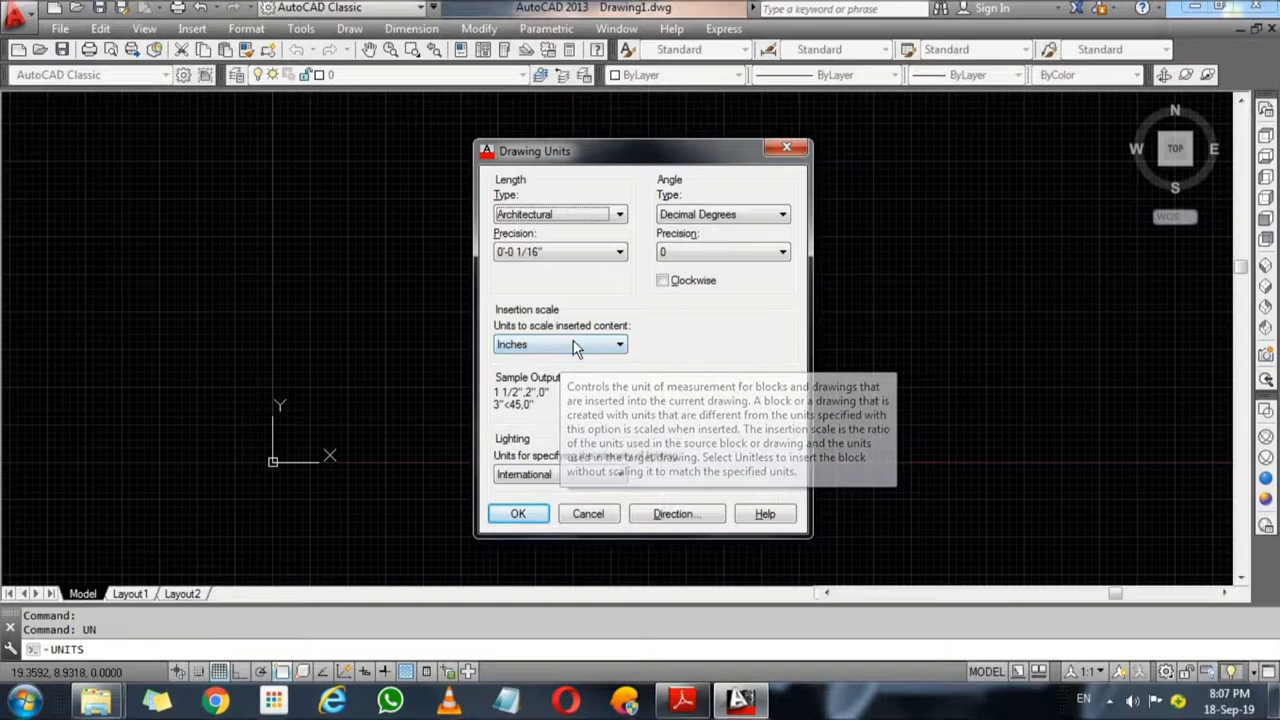 AutoCAD Classic
AutoCAD 2013 Drawing1.dwg
Type a keyword or phrase
Sign In
File Edit View Insert Format Tools Draw Dimension Modify Parametric Window Help Express
Standard Standard Standard Standard
AutoCAD Classic
0
ByLayer ByLayer ByLayer ByColor
N
W TOP E
S
WCS
Drawing Units
Length
Type:
Architectural
Precision:
0'-0 1/16"
Angle
Type:
Decimal Degrees
Precision:
0
Clockwise
Insertion scale
Units to scale inserted content:
Inches
Sample Output
1 1/2",2",0"
3"<45,0"
Controls the unit of measurement for blocks and drawings that
are inserted into the current drawing. A block or a drawing that is
created with units that are different from the units specified with
this option is scaled when inserted. The insertion scale is the ratio
of the units used in the source block or drawing and the units
used in the target drawing. Select Unitless to insert the block
without scaling it to match the specified units.
Lighting
Units for specif
International
OK Cancel Direction... Help
Y
X
Model Layout1 Layout2
Command:
Command: UN
UNITS
19.3592, 8.9318, 0.0000
MODEL
1:1
EN
8:07 PM
18-Sep-19